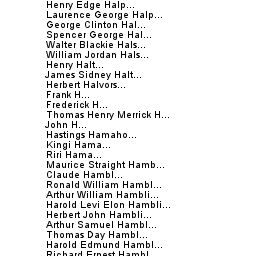 Henry Edge Halp...
Laurence George Halp...
George Clinton Hal...
Spencer George Hal...
Walter Blackie Hals...
William Jordan Hals...
Henry Halt...
James Sidney Halt...
Herbert Halvors...
Frank H...
Frederick H...
Thomas Henry Merrick H...
John H...
Hastings Hamaho...
Kingi Hama...
Riri Hama...
Maurice Straight Hamb...
Claude Hambl...
Ronald William Hambl...
Arthur William Hambli...
Harold Levi Elon Hambli...
Herbert John Hambli...
Arthur Samuel Hambl...
Thomas Day Hambl...
Harold Edmund Hambl...
Richard Ernest Hambl